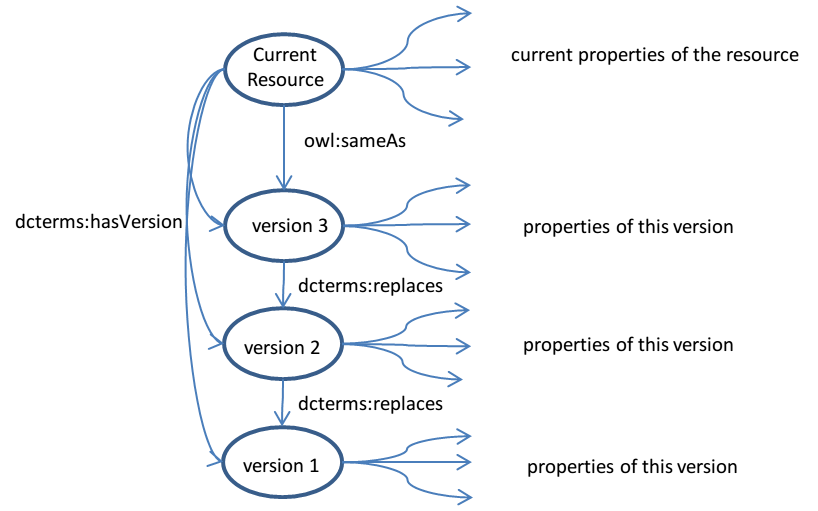 Current
Resource
current properties of the resource
owl:sameAs
dcterms:hasVersion
version 3
properties of this version
dcterms:replaces
version 2
properties of this version
dcterms:replaces
version 1
properties of this version